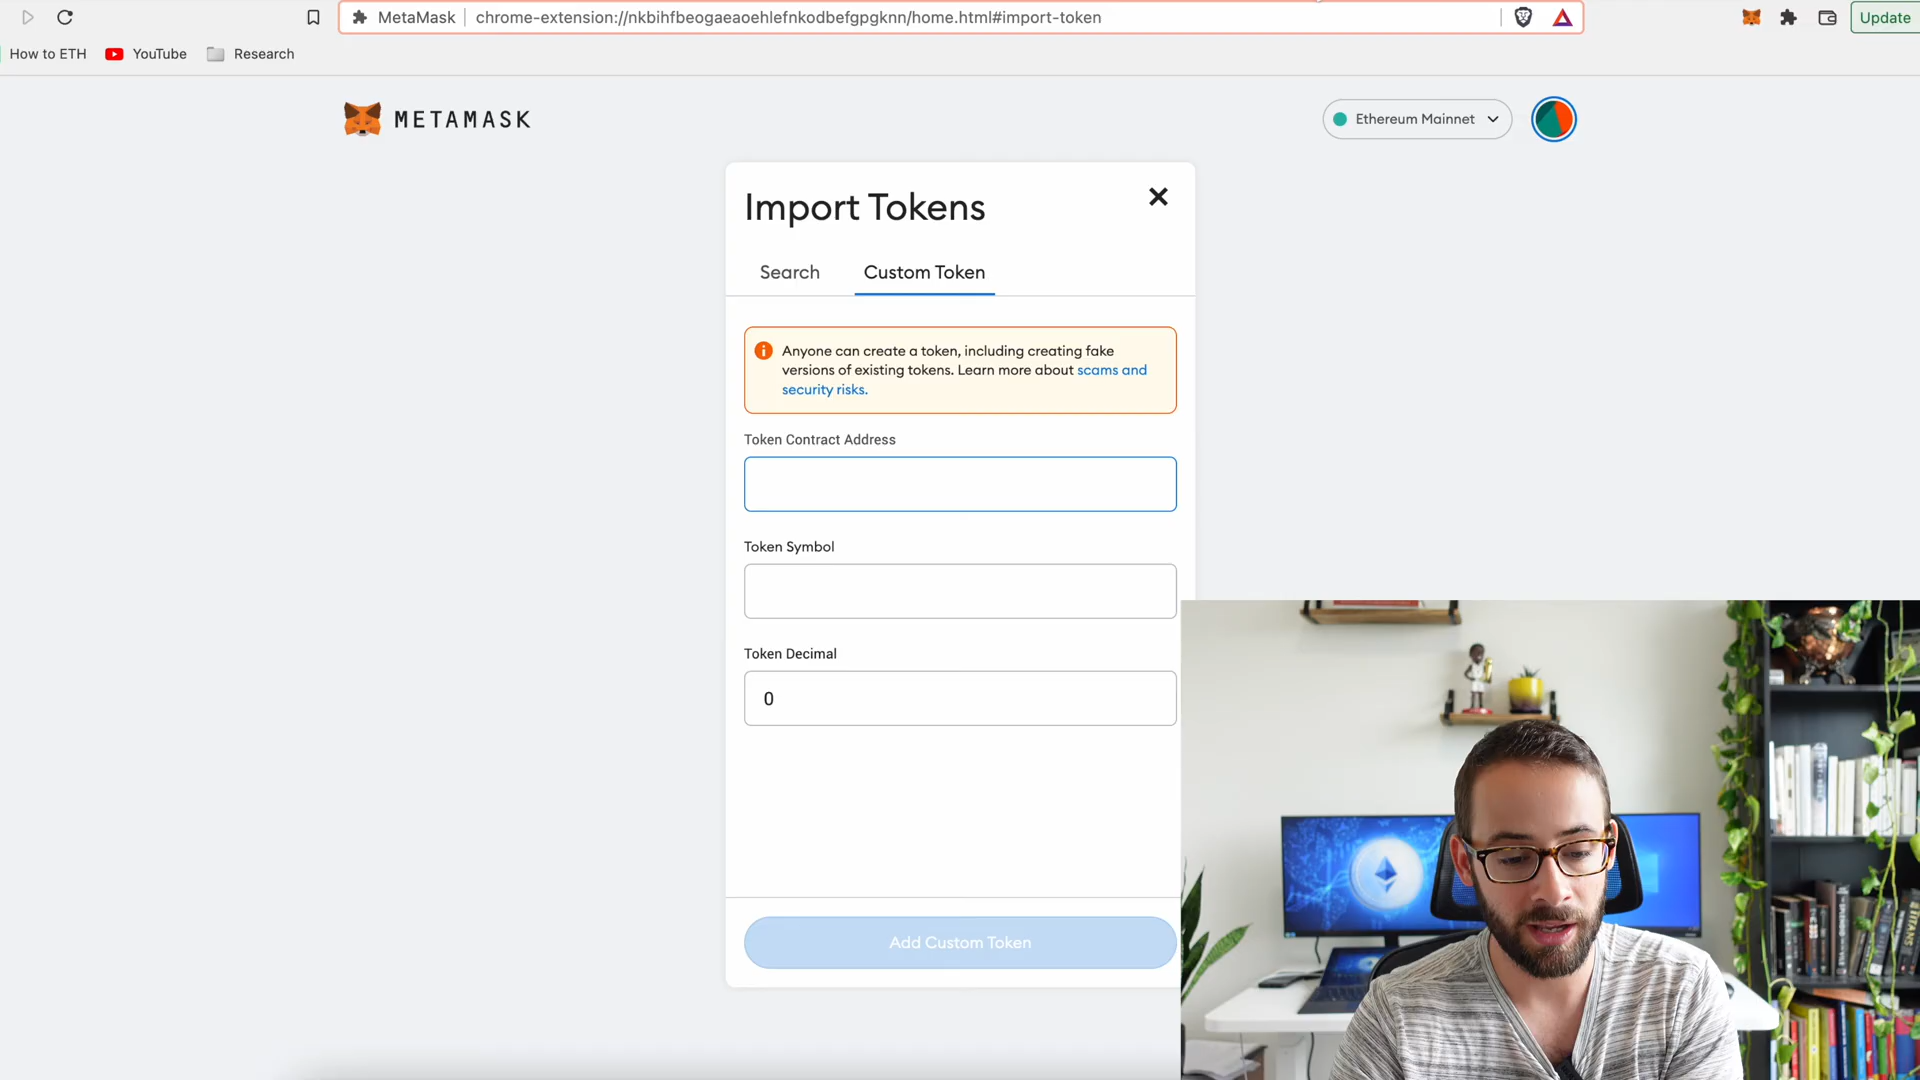 MetaMask
chrome-extension://nkbihfbeogaeaoehlefnkodbefgpgknn/home.html#import-token
Update
How to ETH
YouTube
Research
METAMASK
Ethereum Mainnet
Import Tokens
Search
Custom Token
Anyone can create a token, including creating fake
versions of existing tokens. Learn more about scams and
security risks.
Token Contract Address
Token Symbol
Token Decimal
0
Add Custom Token
TITAN